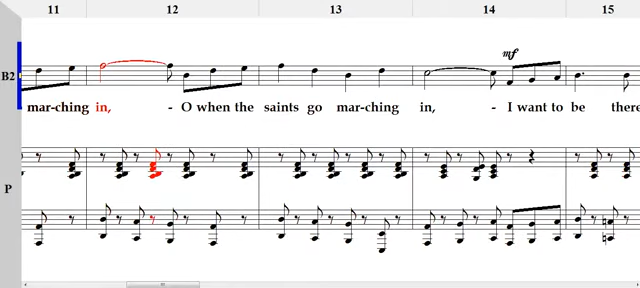 11 12 13 14 15
mf
B2
mar-ching in, - O when the saints go mar-ching in, - I want to be there
P